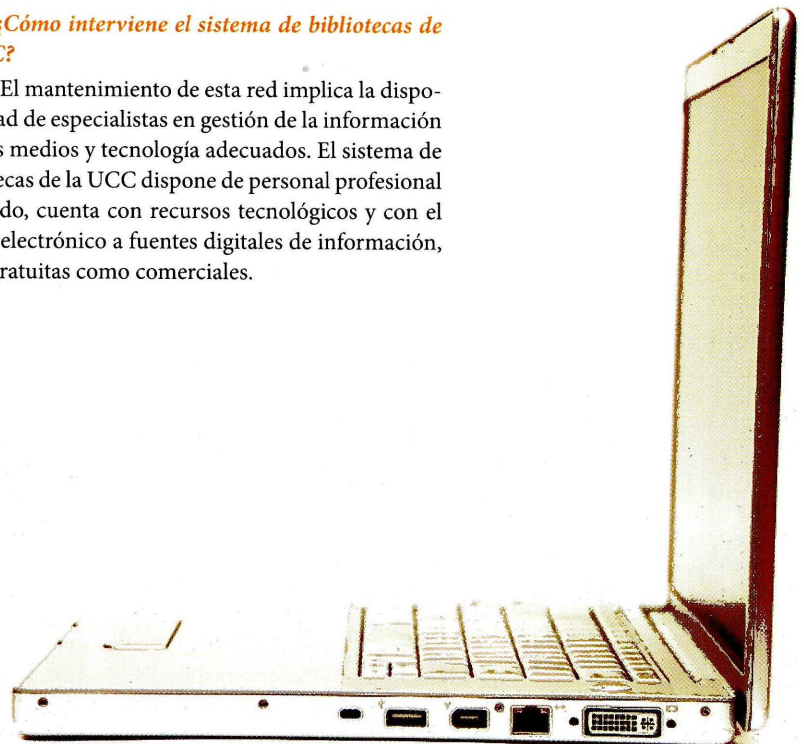 ¿Cómo interviene el sistema de bibliotecas de
C?
El mantenimiento de esta red implica la dispo-
ad de especialistas en gestión de la información
s medios y tecnología adecuados. El sistema de
ecas de la UCC dispone de personal profesional
do, cuenta con recursos tecnológicos y con el
electrónico a fuentes digitales de información,
ratuitas como comerciales.